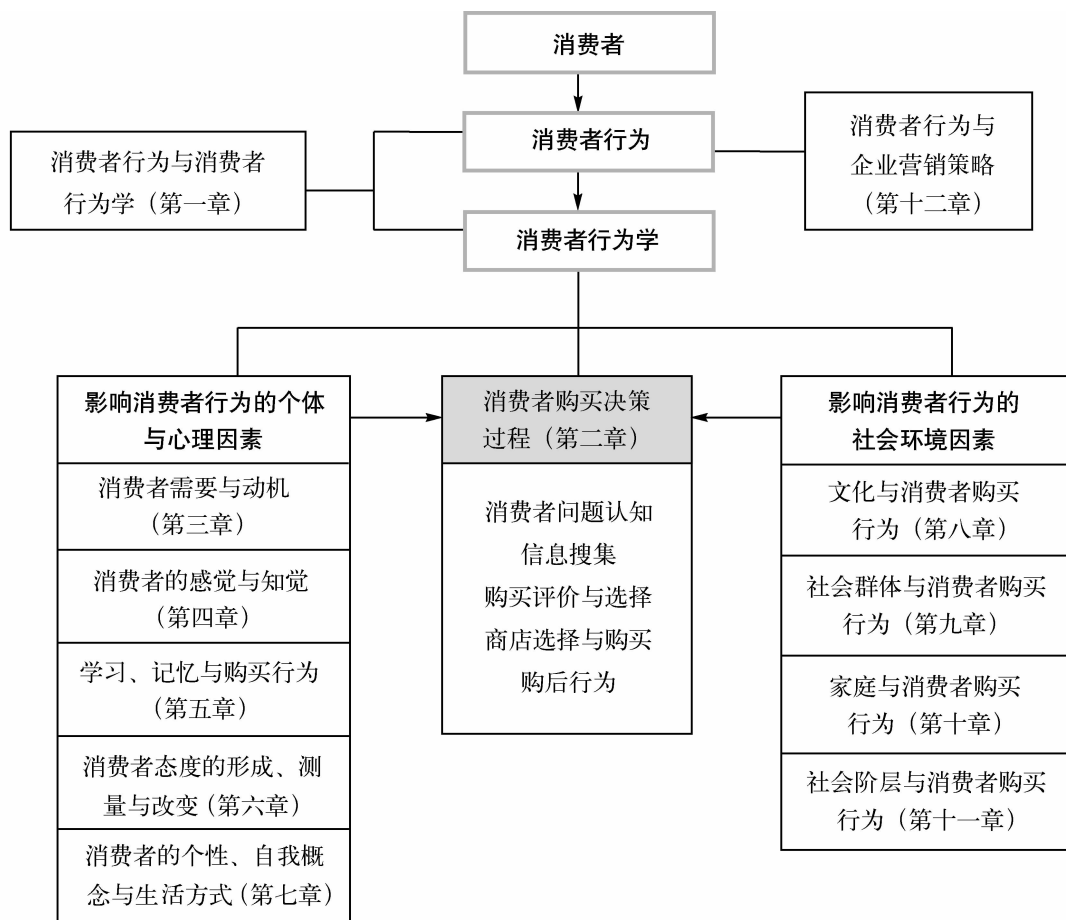 消费者
消费者行为
消费者行为与
企业营销策略
（第十二章）
消费者行为与消费者
行为学（第一章）
消费者行为学
影响消费者行为的个体
与心理因素
消费者需要与动机
（第三章）
消费者的感觉与知觉
（第四章）
学习、记忆与购买行为
（第五章）
消费者态度的形成、测
量与改变（第六章）
消费者的个性、自我概
念与生活方式（第七章）
消费者购买决策
过程（第二章）
消费者问题认知
信息搜集
购买评价与选择
商店选择与购买
购后行为
影响消费者行为的
社会环境因素
文化与消费者购买
行为（第八章）
社会群体与消费者购买
行为（第九章）
家庭与消费者购买
行为（第十章）
社会阶层与消费者购买
行为（第十一章）